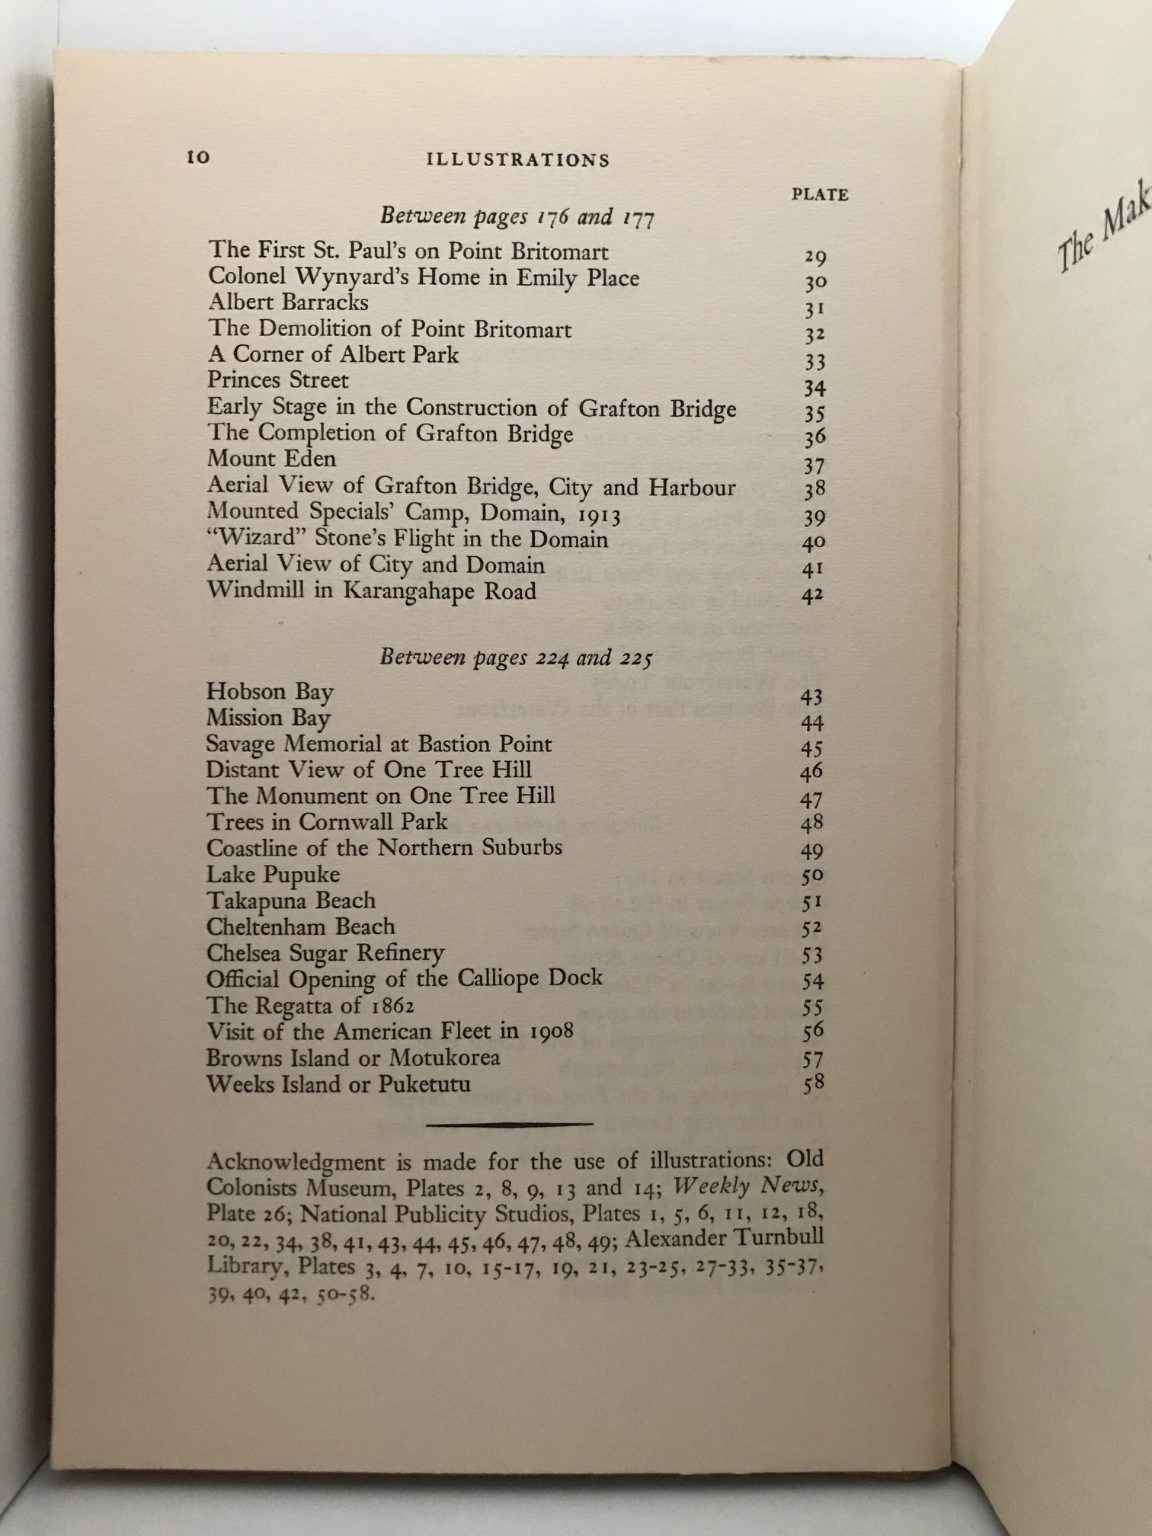 10 ILLUSTRATIONS
PLATE
Between pages 176 and 177
The First St. Paul's on Point Britomart 29
Colonel Wynyard's Home in Emily Place 30
Albert Barracks 31
The Demolition of Point Britomart 32
A Corner of Albert Park 33
Princes Street 34
Early Stage in the Construction of Grafton Bridge 35
The Completion of Grafton Bridge 36
Mount Eden 37
Aerial View of Grafton Bridge, City and Harbour 38
Mounted Specials' Camp, Domain, 1913 39
“Wizard” Stone's Flight in the Domain 40
Aerial View of City and Domain 41
Windmill in Karangahape Road 42
Between pages 224 and 225
Hobson Bay 43
Mission Bay 44
Savage Memorial at Bastion Point 45
Distant View of One Tree Hill 46
The Monument on One Tree Hill 47
Trees in Cornwall Park 48
Coastline of the Northern Suburbs 49
Lake Pupuke 50
Takapuna Beach 51
Cheltenham Beach 52
Chelsea Sugar Refinery 53
Official Opening of the Calliope Dock 54
The Regatta of 1862 55
Visit of the American Fleet in 1908 56
Browns Island or Motukorea 57
Weeks Island or Puketutu 58
Acknowledgment is made for the use of illustrations: Old
Colonists Museum, Plates 2, 8, 9, 13 and 14; Weekly News,
Plate 26; National Publicity Studios, Plates 1, 5, 6, 11, 12, 18,
20, 22, 34, 38, 41, 43, 44, 45, 46, 47, 48, 49; Alexander Turnbull
Library, Plates 3, 4, 7, 10, 15-17, 19, 21, 23-25, 27-33, 35-37,
39, 40, 42, 50-58.
The